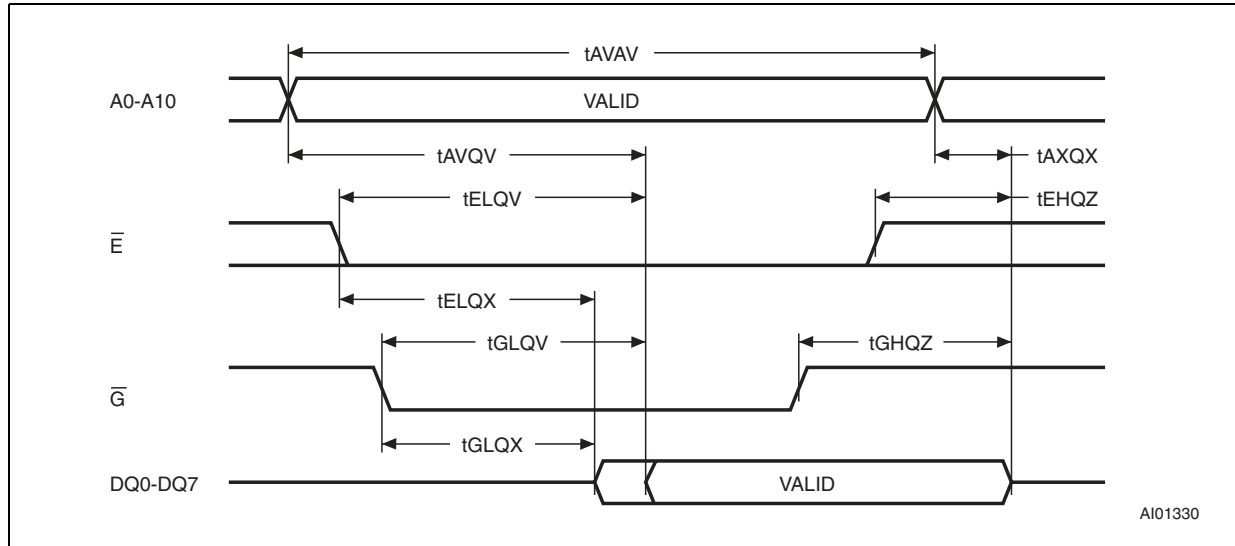 tAVAV
A0-A10
VALID
tAVQV
tAXQX
tELQV
tEHQZ
E̅
tELQX
tGLQV
tGHQZ
G̅
tGLQX
DQ0-DQ7
VALID
AI01330